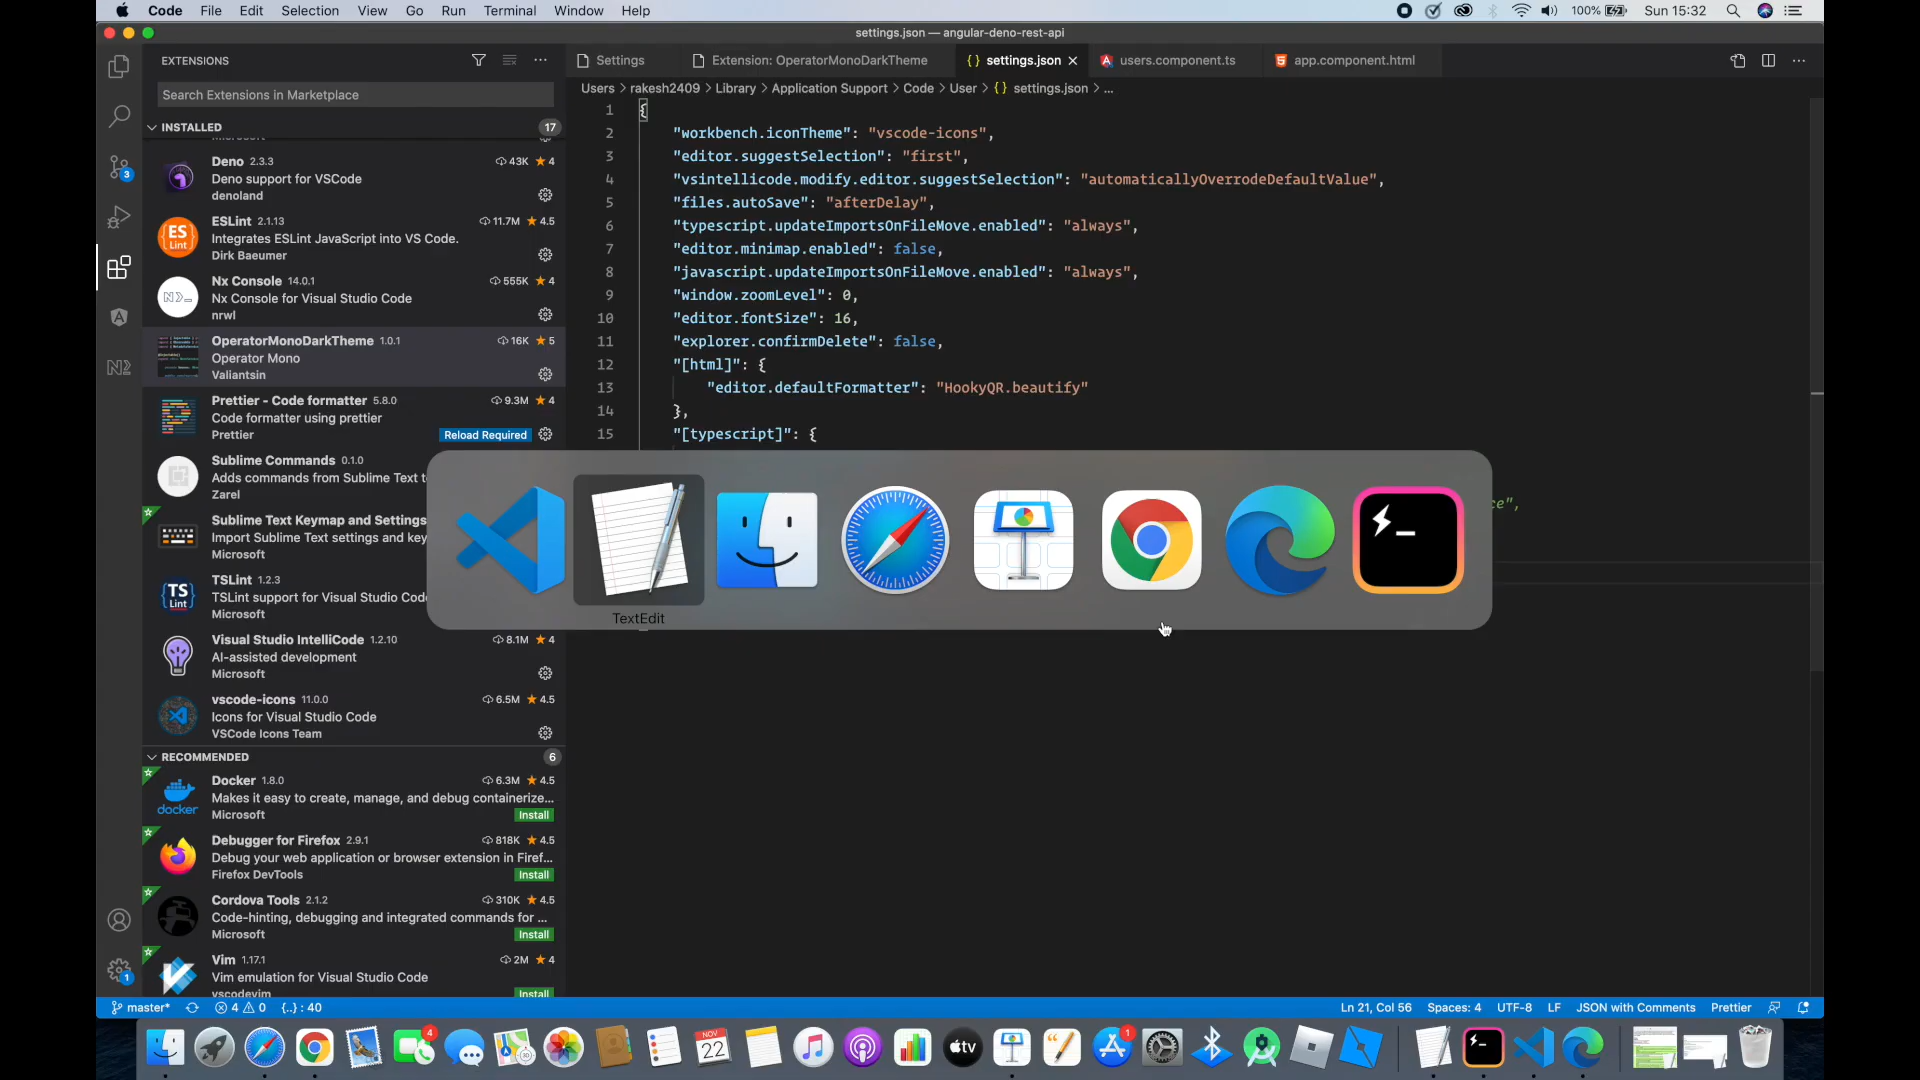 Code File Edit Selection View Go Run Terminal Window Help 100% Sun 15:32
settings.json — angular-deno-rest-api
EXTENSIONS
Settings
Extension: OperatorMonoDarkTheme
{} settings.json
users.component.ts
app.component.html
Search Extensions in Marketplace
Users > rakesh2409 > Library > Application Support > Code > User > {} settings.json > ...
INSTALLED 17
Deno 2.3.3 43K 4
Deno support for VSCode
denoland
ESLint 2.1.13 11.7M 4.5
Integrates ESLint JavaScript into VS Code.
Dirk Baeumer
Nx Console 14.0.1 555K 4
Nx Console for Visual Studio Code
nrwl
OperatorMonoDarkTheme 1.0.1 16K 5
Operator Mono
Valiantsin
Prettier - Code formatter 5.8.0 9.3M 4
Code formatter using prettier
Prettier Reload Required
Sublime Commands 0.1.0
Adds commands from Sublime Text t
Zarel
Sublime Text Keymap and Settings
Import Sublime Text settings and key
Microsoft
TSLint 1.2.3
TSLint support for Visual Studio Code
Microsoft
Visual Studio IntelliCode 1.2.10 8.1M 4
AI-assisted development
Microsoft
vscode-icons 11.0.0 6.5M 4.5
Icons for Visual Studio Code
VSCode Icons Team
RECOMMENDED 6
Docker 1.8.0 6.3M 4.5
Makes it easy to create, manage, and debug containerize...
Microsoft Install
Debugger for Firefox 2.9.1 818K 4.5
Debug your web application or browser extension in Firef...
Firefox DevTools Install
Cordova Tools 2.1.2 310K 4.5
Code-hinting, debugging and integrated commands for ...
Microsoft Install
Vim 1.17.1 2M 4
Vim emulation for Visual Studio Code
vscodevim Install
1 {
2 "workbench.iconTheme": "vscode-icons",
3 "editor.suggestSelection": "first",
4 "vsintellicode.modify.editor.suggestSelection": "automaticallyOverrodeDefaultValue",
5 "files.autoSave": "afterDelay",
6 "typescript.updateImportsOnFileMove.enabled": "always",
7 "editor.minimap.enabled": false,
8 "javascript.updateImportsOnFileMove.enabled": "always",
9 "window.zoomLevel": 0,
10 "editor.fontSize": 16,
11 "explorer.confirmDelete": false,
12 "[html]": {
13 "editor.defaultFormatter": "HookyQR.beautify"
14 },
15 "[typescript]": {
ce",
TextEdit
master* 4 0 {..} : 40
Ln 21, Col 56 Spaces: 4 UTF-8 LF JSON with Comments Prettier
3
1
ES
Lint
N>_
TS
Lint
docker
4
NOV
22
tv
1